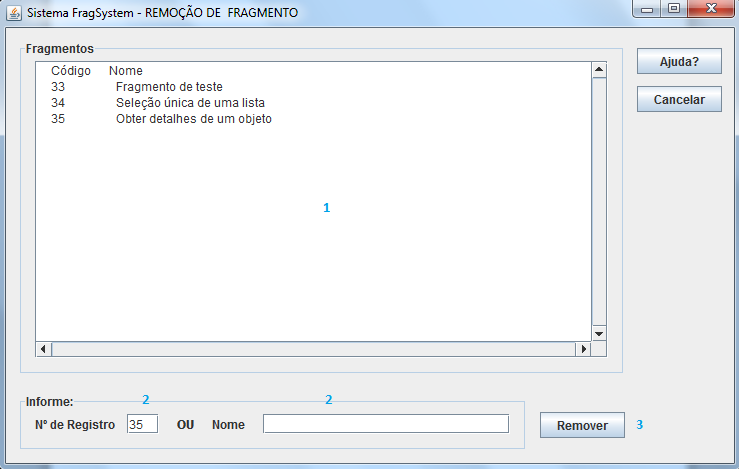 Sistema FragSystem - REMOÇÃO DE FRAGMENTO
Fragmentos
Código Nome
33 Fragmento de teste
34 Seleção única de uma lista
35 Obter detalhes de um objeto
1
Ajuda?
Cancelar
Informe: 2 2
Nº de Registro 35 OU Nome
Remover 3